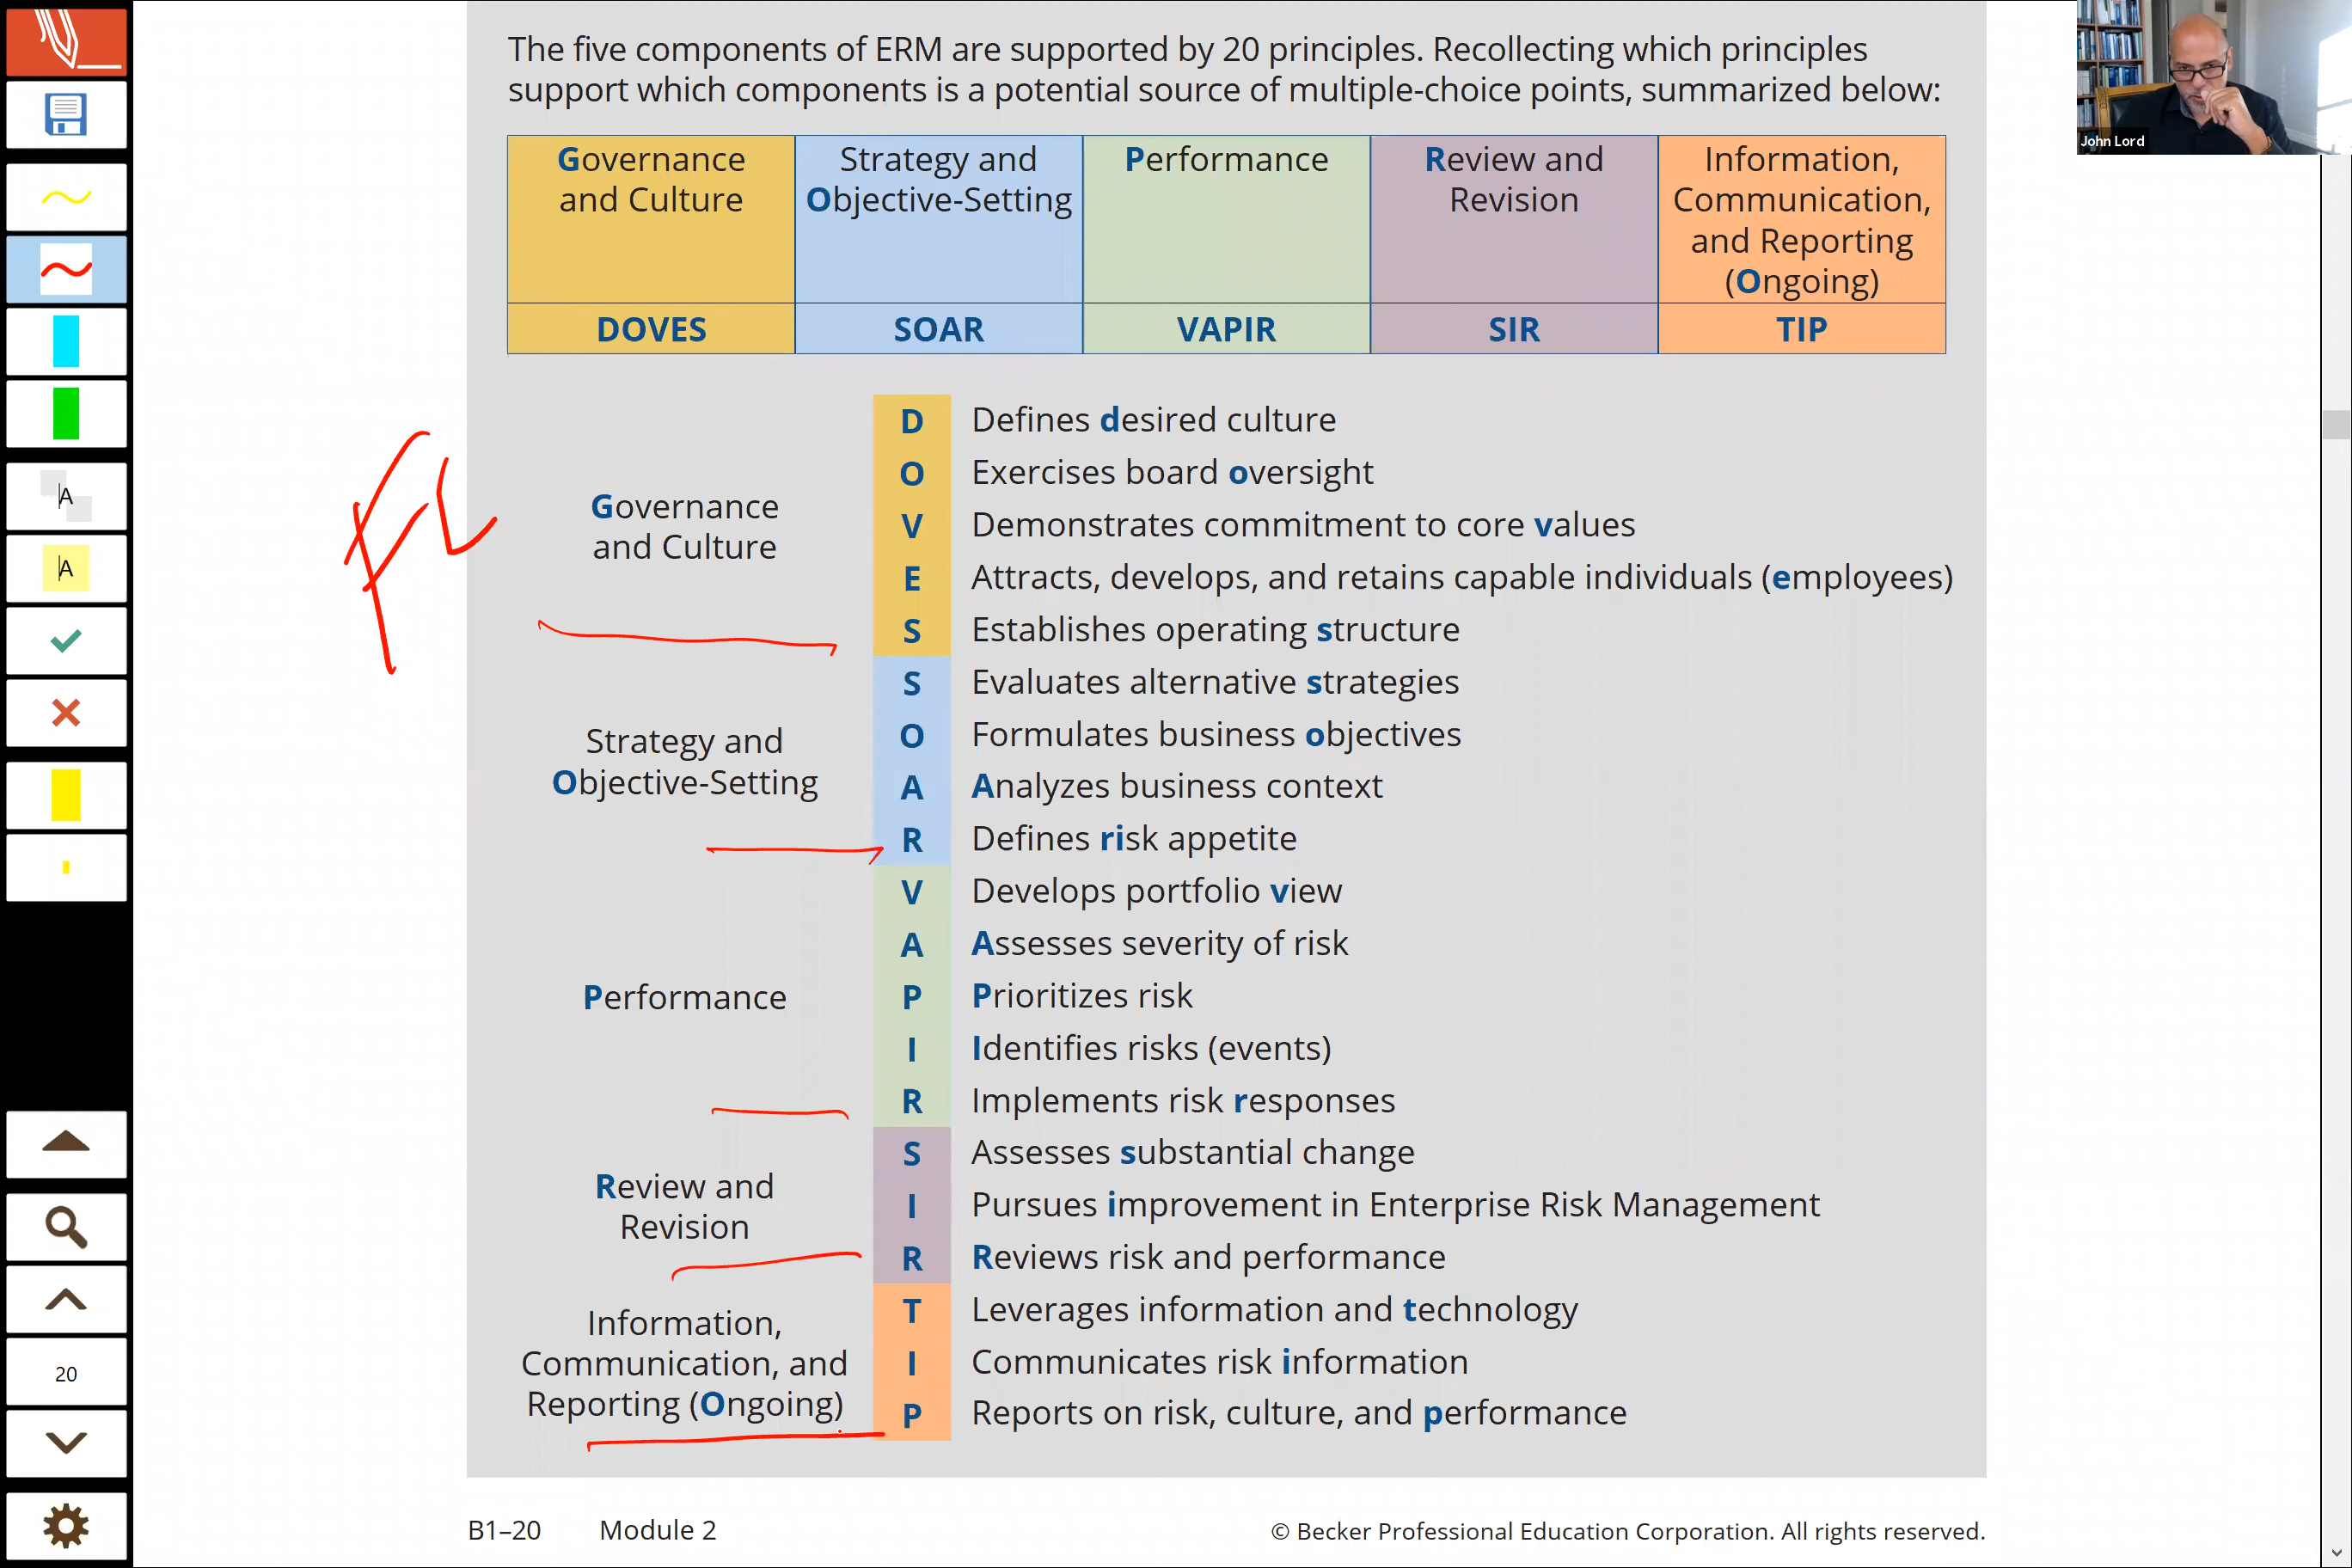 The five components of ERM are supported by 20 principles. Recollecting which principles
support which components is a potential source of multiple-choice points, summarized below:
John Lord
Governance
and Culture
Strategy and
Objective-Setting
Performance
Review and
Revision
Information,
Communication,
and Reporting
(Ongoing)
DOVES
SOAR
VAPIR
SIR
TIP
Governance
and Culture
D Defines desired culture
O Exercises board oversight
V Demonstrates commitment to core values
E Attracts, develops, and retains capable individuals (employees)
S Establishes operating structure
Strategy and
Objective-Setting
S Evaluates alternative strategies
O Formulates business objectives
A Analyzes business context
R Defines risk appetite
Performance
V Develops portfolio view
A Assesses severity of risk
P Prioritizes risk
I Identifies risks (events)
R Implements risk responses
Review and
Revision
S Assesses substantial change
I Pursues improvement in Enterprise Risk Management
R Reviews risk and performance
Information,
Communication, and
Reporting (Ongoing)
T Leverages information and technology
I Communicates risk information
P Reports on risk, culture, and performance
A
A
20
B1–20 Module 2
© Becker Professional Education Corporation. All rights reserved.